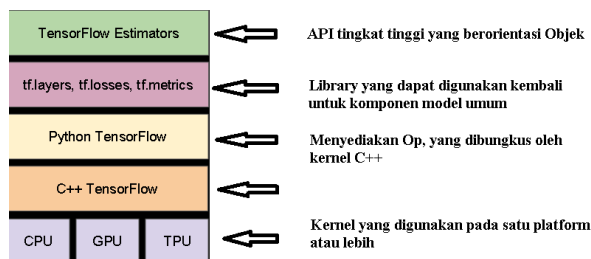 TensorFlow Estimators
API tingkat tinggi yang berorientasi Objek
tf.layers, tf.losses, tf.metrics
Library yang dapat digunakan kembali
untuk komponen model umum
Python TensorFlow
Menyediakan Op, yang dibungkus oleh
kernel C++
C++ TensorFlow
CPU
GPU
TPU
Kernel yang digunakan pada satu platform
atau lebih